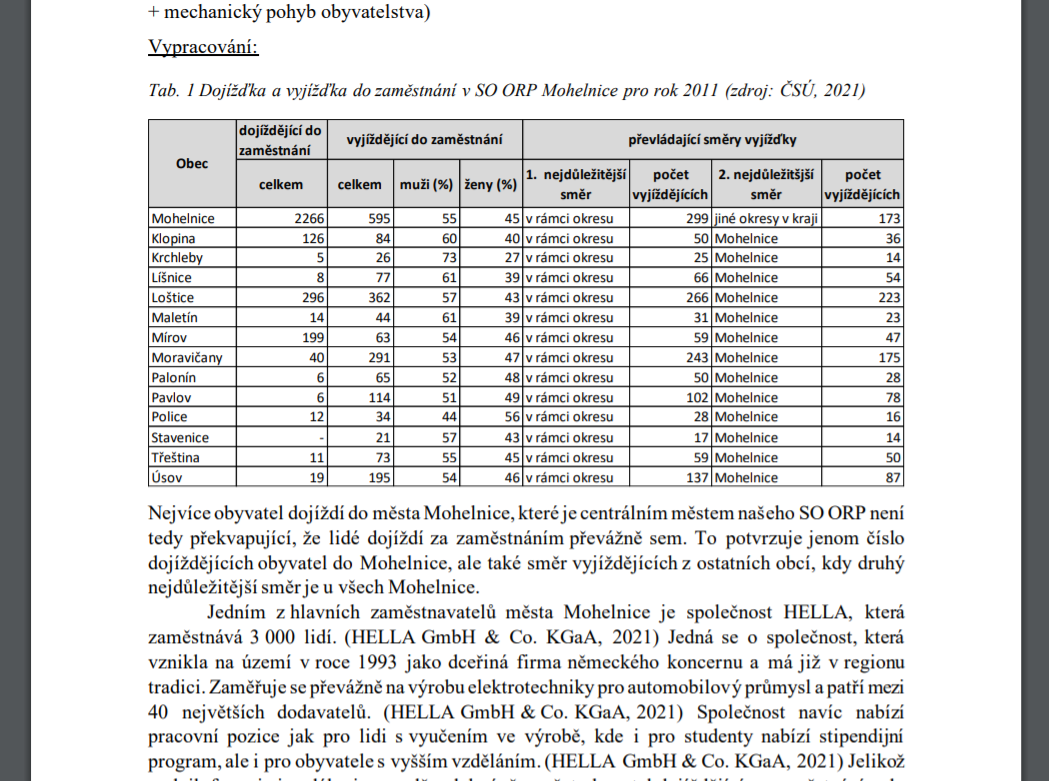 + mechanický pohyb obyvatelstva)
Vypracování:
Tab. 1 Dojížďka a vyjížďka do zaměstnání v SO ORP Mohelnice pro rok 2011 (zdroj: ČSÚ, 2021)
Obec dojíždějící do zaměstnání vyjíždějící do zaměstnání převládající směry vyjížďky
celkem celkem muži (%) ženy (%) 1. nejdůležitější směr počet vyjíždějících 2. nejdůležitšjší směr počet vyjíždějících
Mohelnice 2266 595 55 45 v rámci okresu 299 jiné okresy v kraji 173
Klopina 126 84 60 40 v rámci okresu 50 Mohelnice 36
Krchleby 5 26 73 27 v rámci okresu 25 Mohelnice 14
Líšnice 8 77 61 39 v rámci okresu 66 Mohelnice 54
Loštice 296 362 57 43 v rámci okresu 266 Mohelnice 223
Maletín 14 44 61 39 v rámci okresu 31 Mohelnice 23
Mírov 199 63 54 46 v rámci okresu 59 Mohelnice 47
Moravičany 40 291 53 47 v rámci okresu 243 Mohelnice 175
Palonín 6 65 52 48 v rámci okresu 50 Mohelnice 28
Pavlov 6 114 51 49 v rámci okresu 102 Mohelnice 78
Police 12 34 44 56 v rámci okresu 28 Mohelnice 16
Stavenice - 21 57 43 v rámci okresu 17 Mohelnice 14
Třeština 11 73 55 45 v rámci okresu 59 Mohelnice 50
Úsov 19 195 54 46 v rámci okresu 137 Mohelnice 87
Nejvíce obyvatel dojíždí do města Mohelnice, které je centrálním městem našeho SO ORP není
tedy překvapující, že lidé dojíždí za zaměstnáním převážně sem. To potvrzuje jenom číslo
dojíždějících obyvatel do Mohelnice, ale také směr vyjíždějících z ostatních obcí, kdy druhý
nejdůležitější směr je u všech Mohelnice.
Jedním z hlavních zaměstnavatelů města Mohelnice je společnost HELLA, která
zaměstnává 3 000 lidí. (HELLA GmbH & Co. KGaA, 2021) Jedná se o společnost, která
vznikla na území v roce 1993 jako dceřiná firma německého koncernu a má již v regionu
tradici. Zaměřuje se převážně na výrobu elektrotechniky pro automobilový průmysl a patří mezi
40 největších dodavatelů. (HELLA GmbH & Co. KGaA, 2021) Společnost navíc nabízí
pracovní pozice jak pro lidi s vyučením ve výrobě, kde i pro studenty nabízí stipendijní
program, ale i pro obyvatele s vyšším vzděláním. (HELLA GmbH & Co. KGaA, 2021) Jelikož